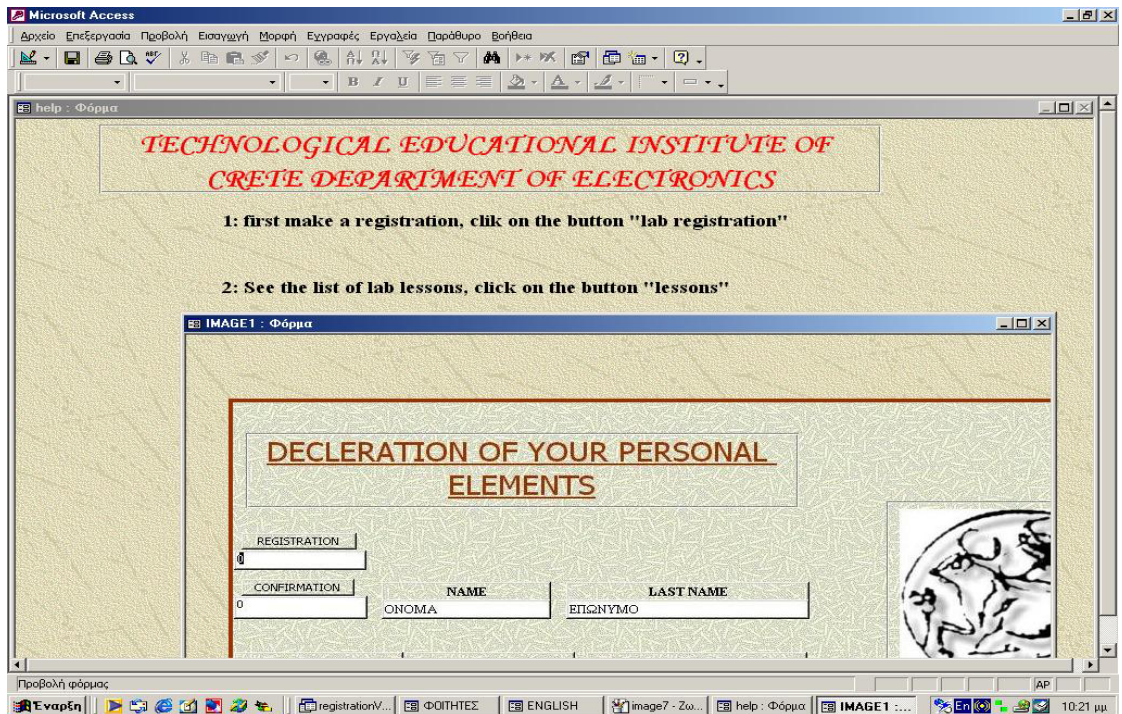 Microsoft Access
Αρχείο Επεξεργασία Προβολή Εισαγωγή Μορφή Εγγραφές Εργαλεία Παράθυρο Βοήθεια
help : Φόρμα
TECHNOLOGICAL EDUCATIONAL INSTITUTE OF
CRETE DEPARTMENT OF ELECTRONICS
1: first make a registration, clik on the button "lab registration"
2: See the list of lab lessons, click on the button "lessons"
IMAGE1 : Φόρμα
DECLERATION OF YOUR PERSONAL
ELEMENTS
REGISTRATION
0
CONFIRMATION NAME LAST NAME
0 ΟΝΟΜΑ ΕΠΩΝΥΜΟ
Προβολή φόρμας AP
Έναρξη registrationV... ΦΟΙΤΗΤΕΣ ENGLISH image7 - Ζω... help : Φόρμα IMAGE1 :... En 10:21 μμ